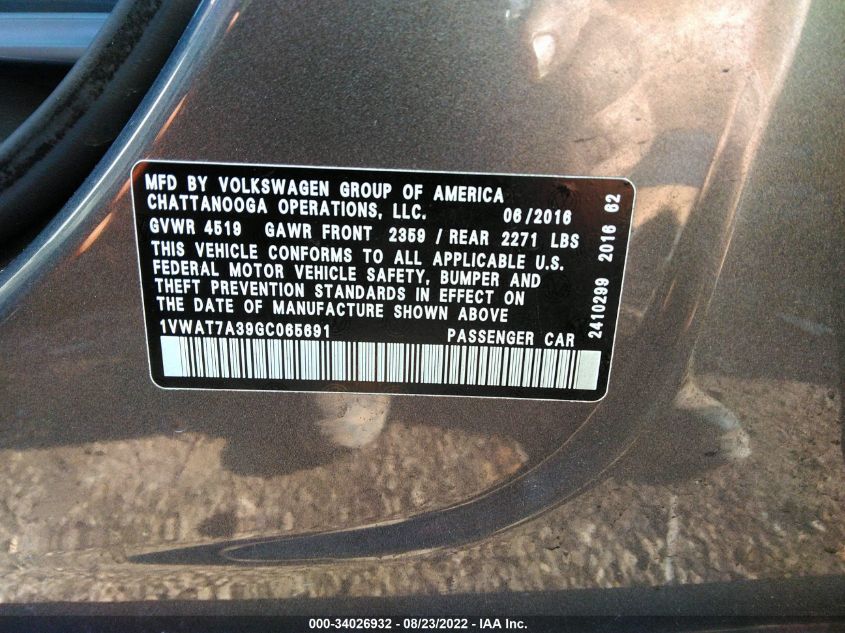 MFD BY VOLKSWAGEN GROUP OF AMERICA
CHATTANOOGA OPERATIONS, LLC. 06/2016
GVWR 4519 GAWR FRONT 2359 / REAR 2271 LBS
THIS VEHICLE CONFORMS TO ALL APPLICABLE U.S.
FEDERAL MOTOR VEHICLE SAFETY, BUMPER AND
THEFT PREVENTION STANDARDS IN EFFECT ON
THE DATE OF MANUFACTURE SHOWN ABOVE
1VWAT7A39GC065691 PASSENGER CAR
2410299 2016 62
000-34026932 - 08/23/2022 - IAA Inc.